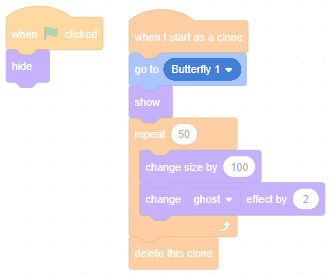 when clicked
hide
when I start as a clone
go to Butterfly 1
show
repeat 50
change size by 100
change ghost effect by 2
delete this clone